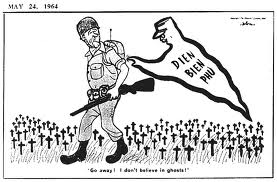 MAY 24, 1964
DIEN
BIEN
PHU
'Go away! I don't believe in ghosts!'